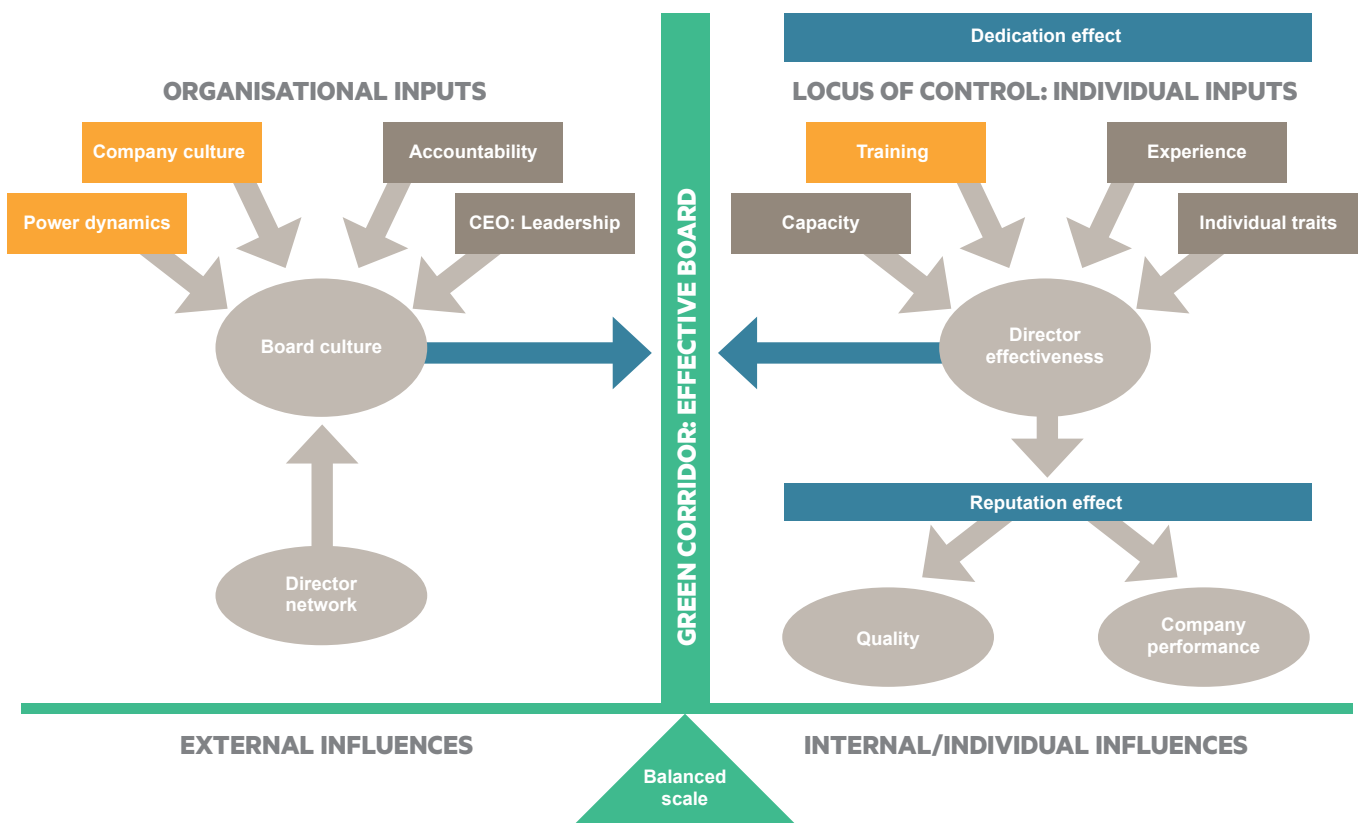 Dedication effect
ORGANISATIONAL INPUTS
LOCUS OF CONTROL: INDIVIDUAL INPUTS
Company culture
Accountability
Training
Experience
Power dynamics
CEO: Leadership
Capacity
Individual traits
Board culture
GREEN CORRIDOR: EFFECTIVE BOARD
Director
effectiveness
Reputation effect
Director
network
Quality
Company
performance
EXTERNAL INFLUENCES
INTERNAL/INDIVIDUAL INFLUENCES
Balanced
scale